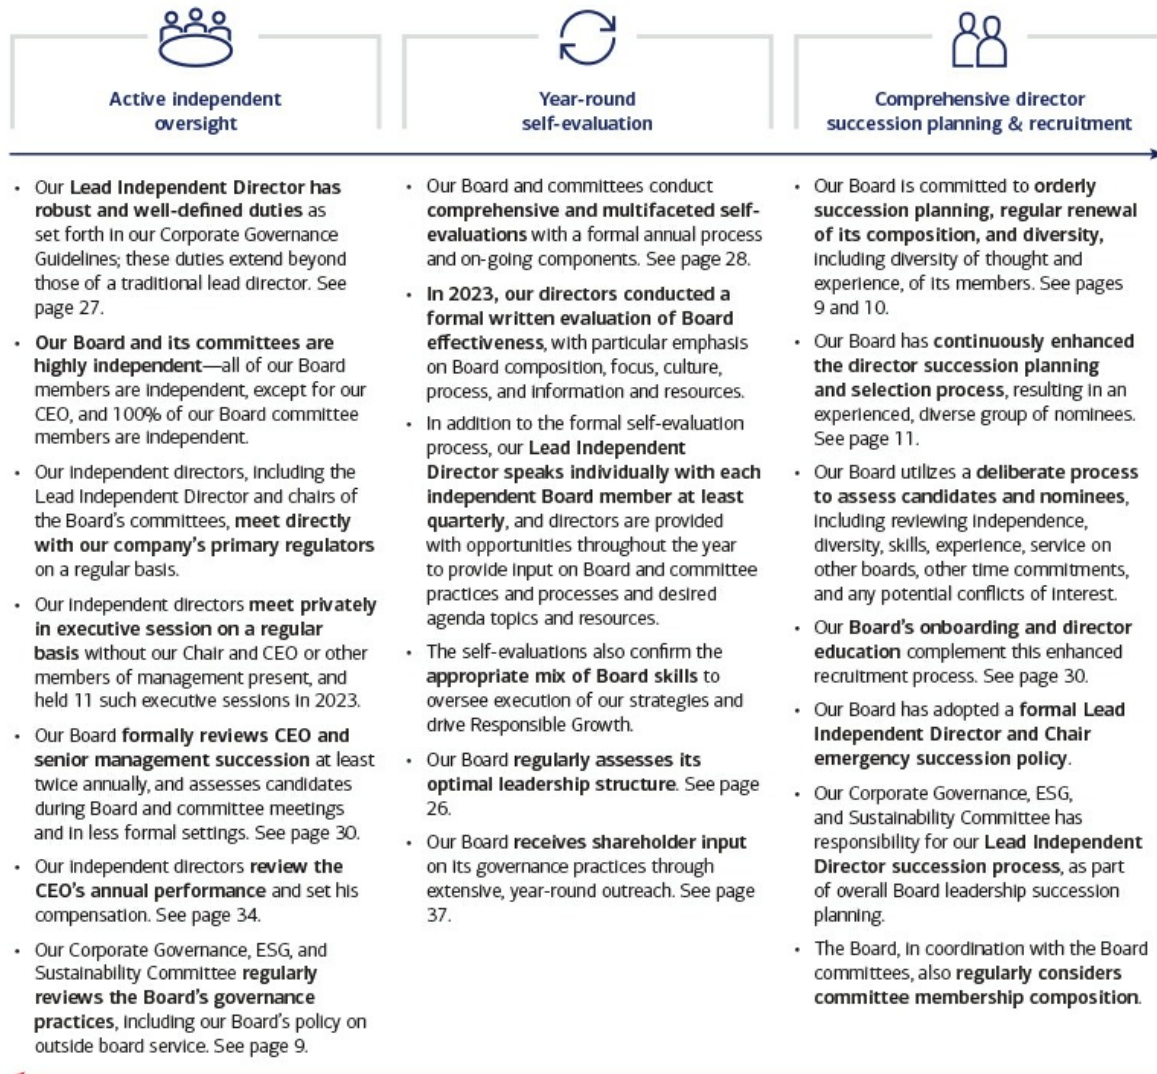 Active independent
oversight
Year-round
self-evaluation
Comprehensive director
succession planning & recruitment
• Our Lead Independent Director has
robust and well-defined duties as
set forth in our Corporate Governance
Guidelines; these duties extend beyond
those of a traditional lead director. See
page 27.
• Our Board and its committees are
highly independent—all of our Board
members are independent, except for our
CEO, and 100% of our Board committee
members are independent.
• Our independent directors, including the
Lead Independent Director and chairs of
the Board's committees, meet directly
with our company's primary regulators
on a regular basis.
• Our independent directors meet privately
in executive session on a regular
basis without our Chair and CEO or other
members of management present, and
held 11 such executive sessions in 2023.
• Our Board formally reviews CEO and
senior management succession at least
twice annually, and assesses candidates
during Board and committee meetings
and in less formal settings. See page 30.
• Our independent directors review the
CEO's annual performance and set his
compensation. See page 34.
• Our Corporate Governance, ESG, and
Sustainability Committee regularly
reviews the Board's governance
practices, including our Board's policy on
outside board service. See page 9.
• Our Board and committees conduct
comprehensive and multifaceted self-
evaluations with a formal annual process
and on-going components. See page 28.
• In 2023, our directors conducted a
formal written evaluation of Board
effectiveness, with particular emphasis
on Board composition, focus, culture,
process, and information and resources.
• In addition to the formal self-evaluation
process, our Lead Independent
Director speaks individually with each
independent Board member at least
quarterly, and directors are provided
with opportunities throughout the year
to provide input on Board and committee
practices and processes and desired
agenda topics and resources.
• The self-evaluations also confirm the
appropriate mix of Board skills to
oversee execution of our strategies and
drive Responsible Growth.
• Our Board regularly assesses its
optimal leadership structure. See page
26.
• Our Board receives shareholder input
on its governance practices through
extensive, year-round outreach. See page
37.
• Our Board is committed to orderly
succession planning, regular renewal
of its composition, and diversity,
including diversity of thought and
experience, of its members. See pages
9 and 10.
• Our Board has continuously enhanced
the director succession planning
and selection process, resulting in an
experienced, diverse group of nominees.
See page 11.
• Our Board utilizes a deliberate process
to assess candidates and nominees,
including reviewing independence,
diversity, skills, experience, service on
other boards, other time commitments,
and any potential conflicts of interest.
• Our Board's onboarding and director
education complement this enhanced
recruitment process. See page 30.
• Our Board has adopted a formal Lead
Independent Director and Chair
emergency succession policy.
• Our Corporate Governance, ESG,
and Sustainability Committee has
responsibility for our Lead Independent
Director succession process, as part
of overall Board leadership succession
planning.
• The Board, in coordination with the Board
committees, also regularly considers
committee membership composition.